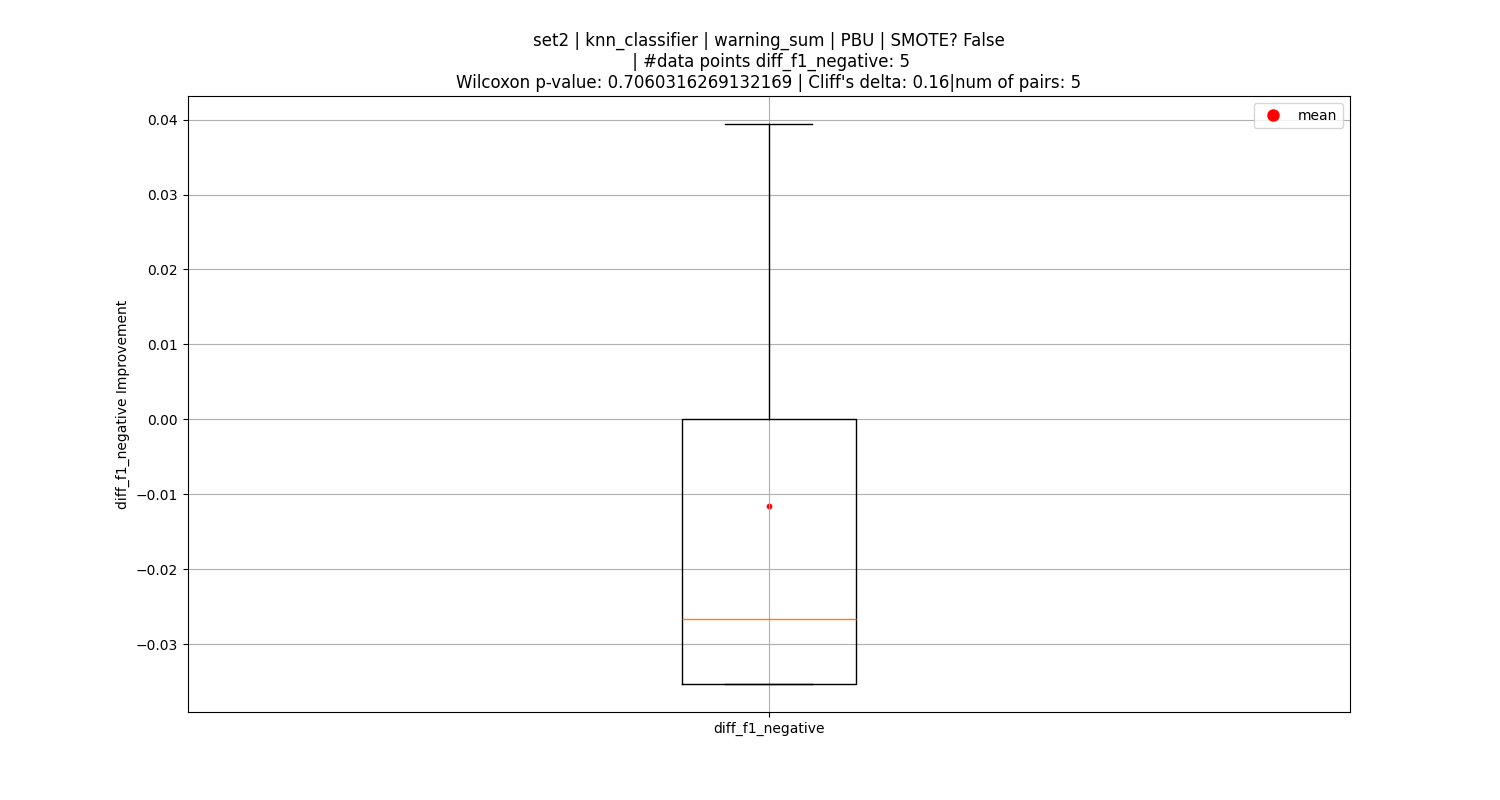 set2 | knn_classifier | warning_sum | PBU | SMOTE? False
| #data points diff_f1_negative: 5
Wilcoxon p-value: 0.7060316269132169 | Cliff's delta: 0.16|num of pairs: 5
mean
0.04
0.03
0.02
0.01
0.00
−0.01
−0.02
−0.03
diff_f1_negative Improvement
diff_f1_negative